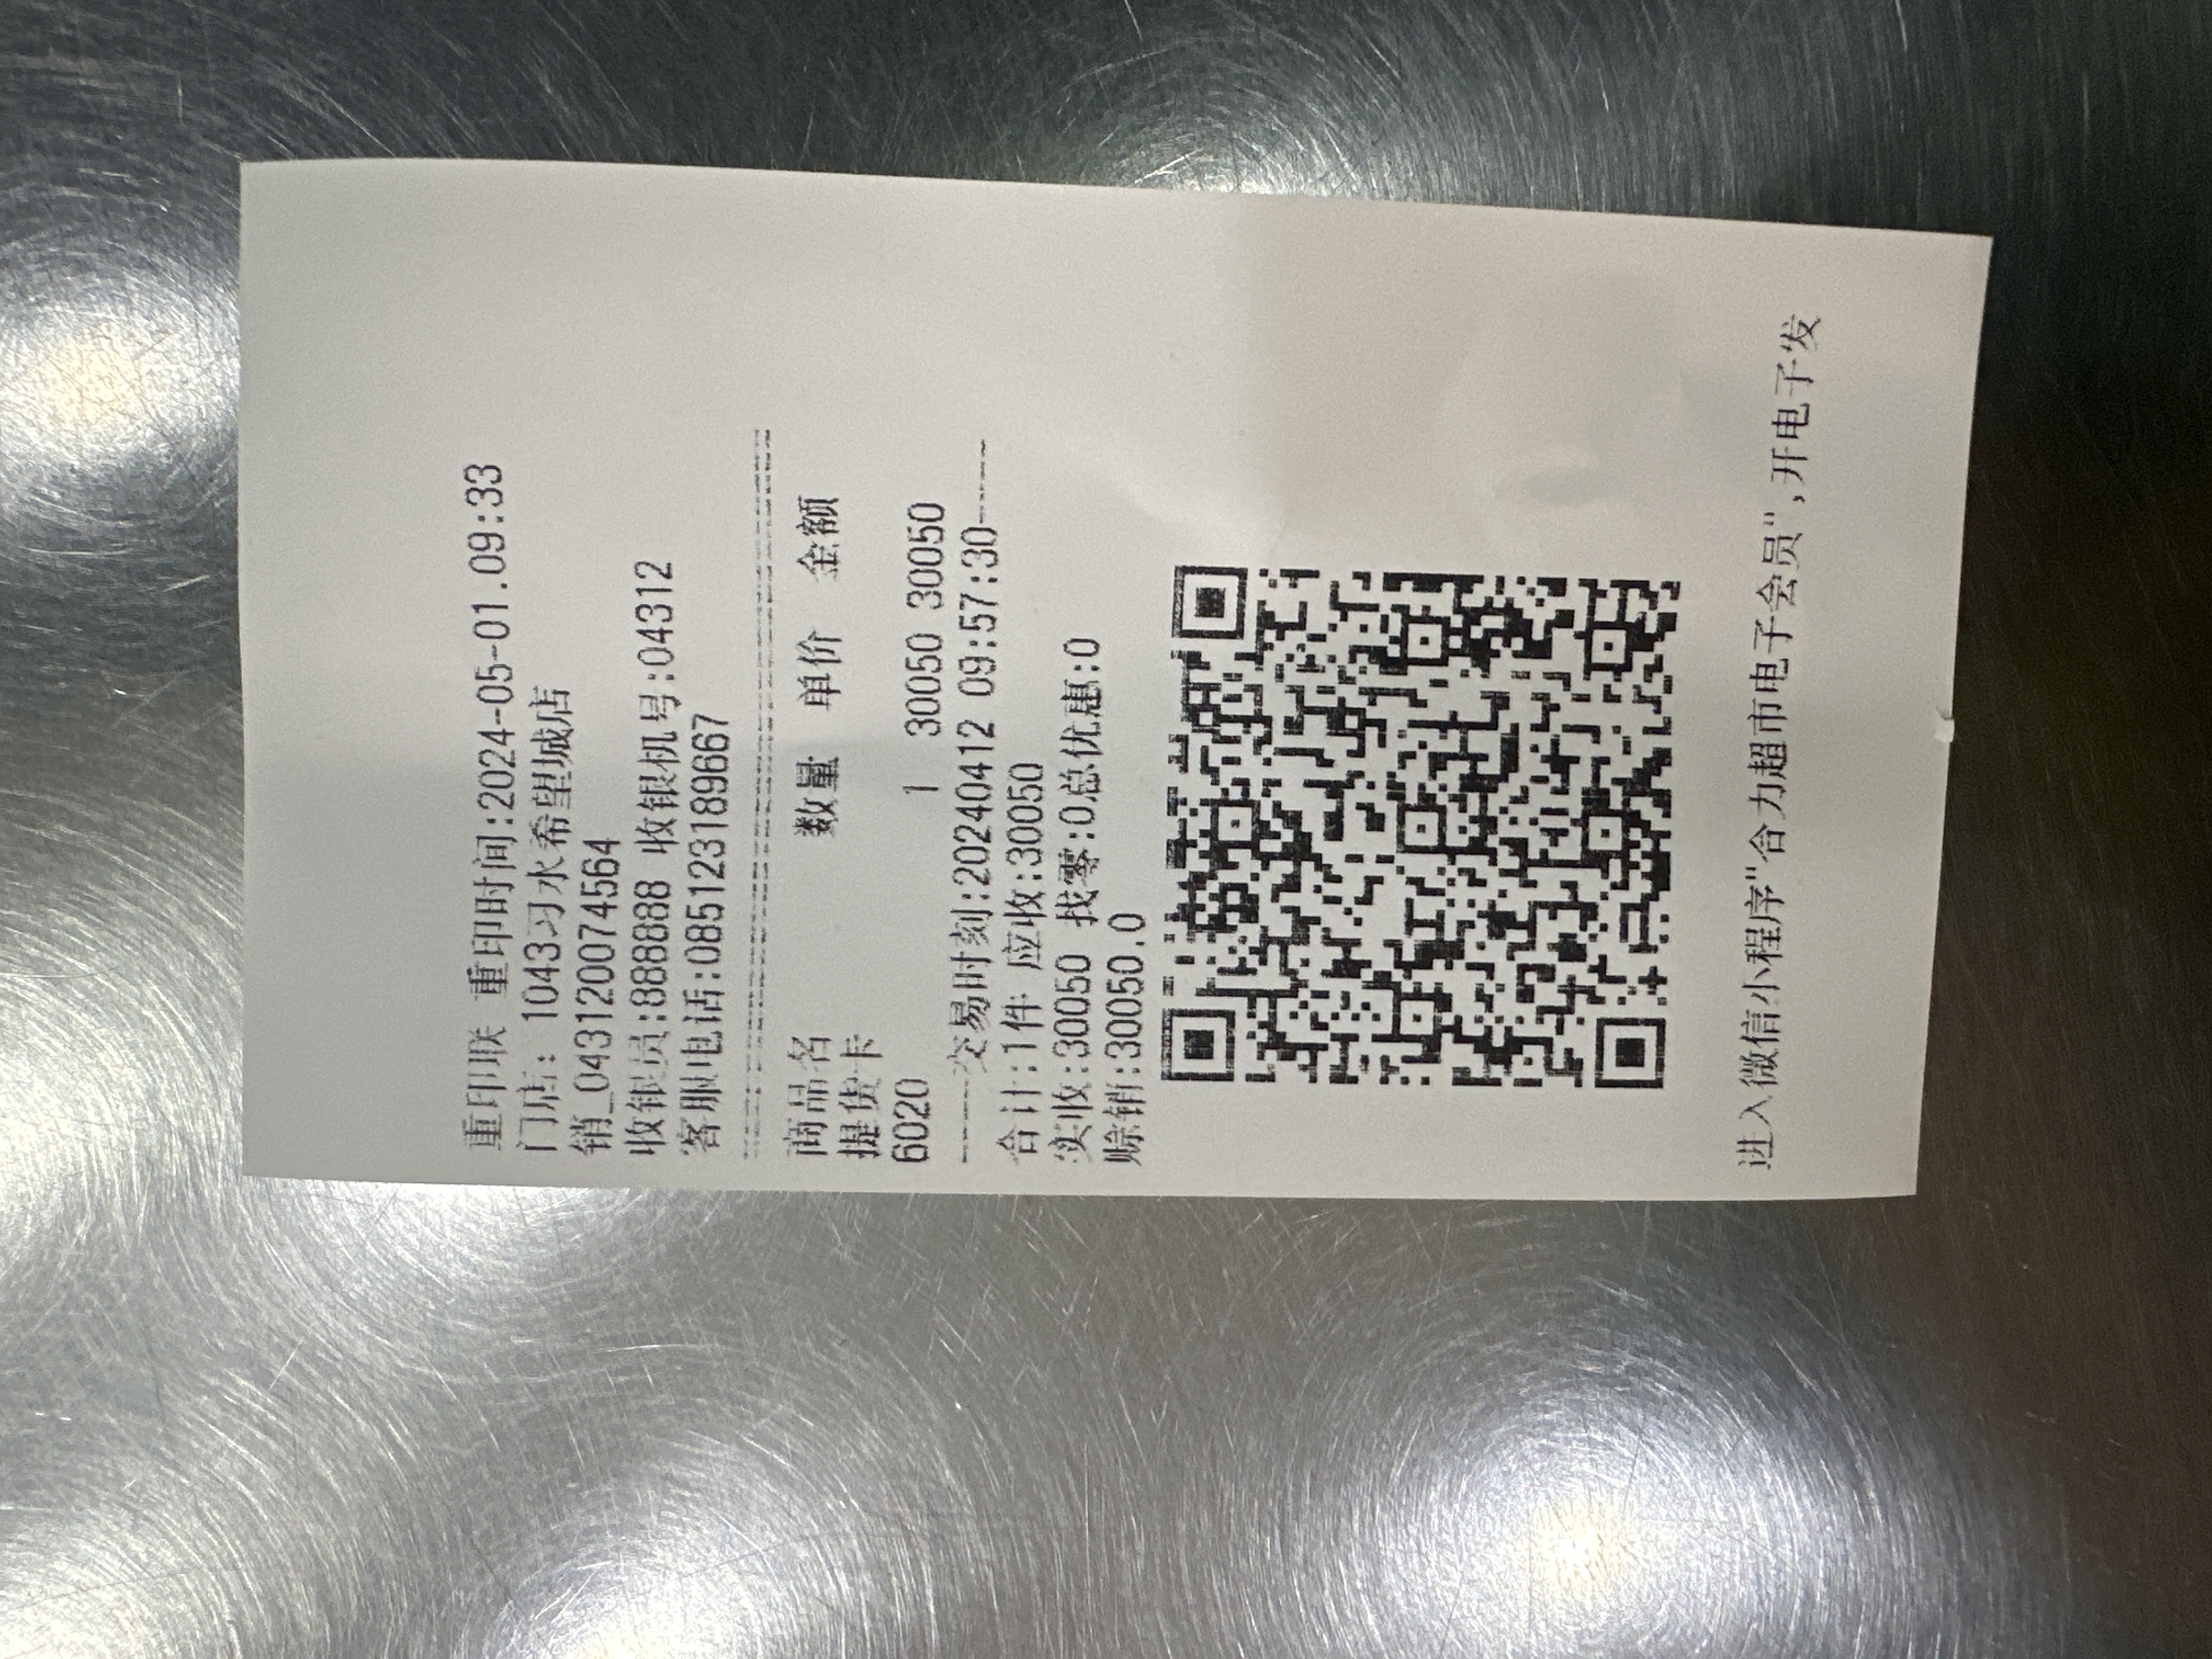 重印联 重印时间:2024-05-01.09:33
门店: 1043习水希望城店
销_043120074564
收银员:888888 收银机号:04312
客服电话:085123189667
商品名 数量 单价 金额
提货卡
6020 1 30050 30050
-----交易时刻:20240412 09:57:30-----
合计:1件 应收:30050
实收:30050 找零:0总优惠:0
赊销:30050.0
进入微信小程序"合力超市电子会员",开电子发